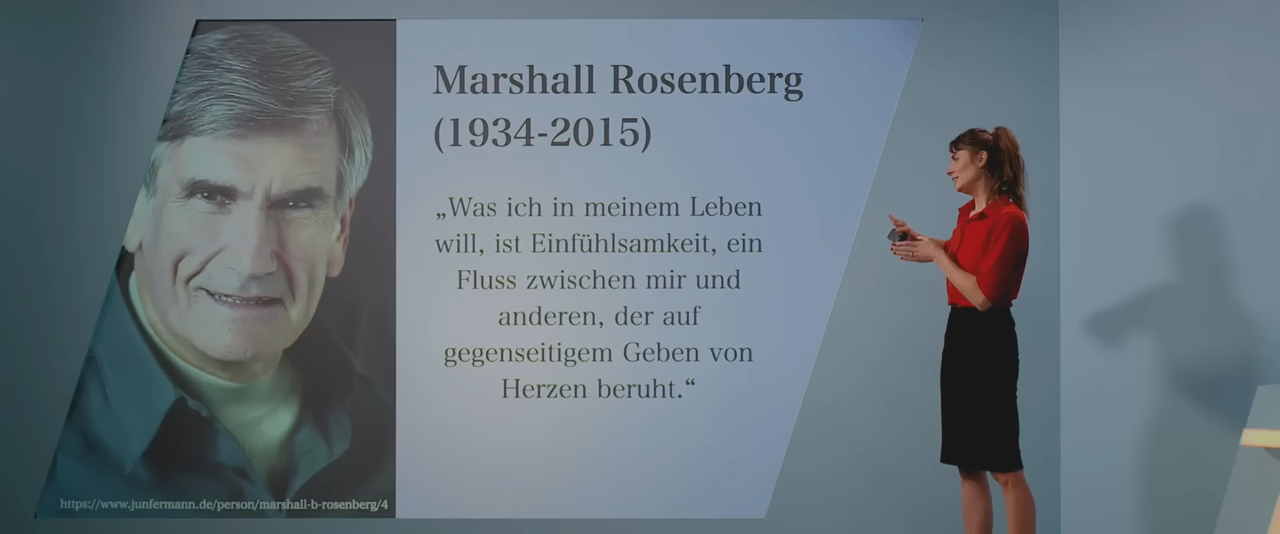 Marshall Rosenberg
(1934-2015)
„Was ich in meinem Leben
will, ist Einfühlsamkeit, ein
Fluss zwischen mir und
anderen, der auf
gegenseitigem Geben von
Herzen beruht.“
https://www.junfermann.de/person/marshall-b-rosenberg/4